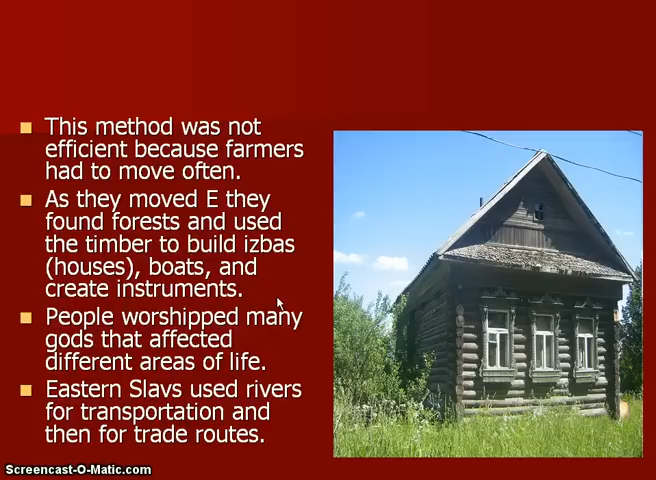 This method was not
efficient because farmers
had to move often.
As they moved E they
found forests and used
the timber to build izbas
(houses), boats, and
create instruments.
People worshipped many
gods that affected
different areas of life.
Eastern Slavs used rivers
for transportation and
then for trade routes.
Screencast-O-Matic.com